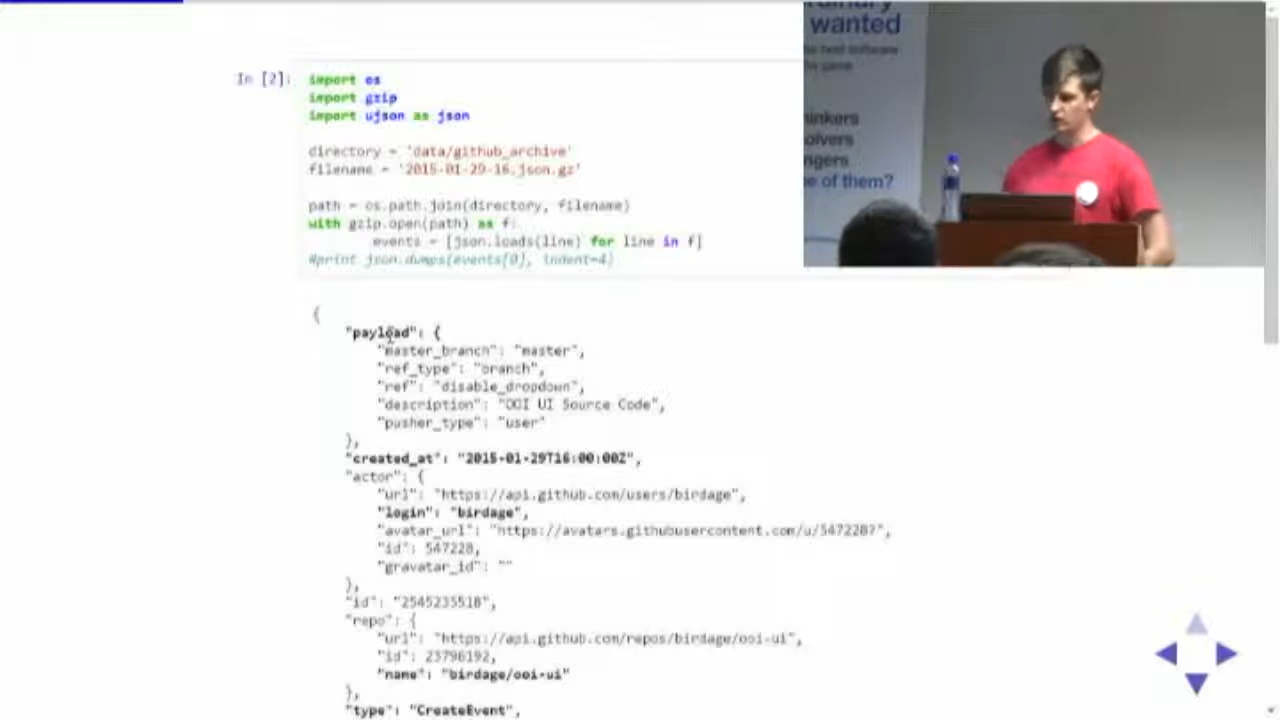 In [2]:
import os
import gzip
import ujson as json
directory = 'data/github_archive'
filename = '2015-01-29-16.json.gz'
path = os.path.join(directory, filename)
with gzip.open(path) as f:
events = [json.loads(line) for line in f]
#print json.dumps(events[0], indent=4)
{
"payload": {
"master_branch": "master",
"ref_type": "branch",
"ref": "disable_dropdown",
"description": "OOI UI Source Code",
"pusher_type": "user"
},
"created_at": "2015-01-29T16:00:00Z",
"actor": {
"url": "https://api.github.com/users/birdage",
"login": "birdage",
"avatar_url": "https://avatars.githubusercontent.com/u/547228?",
"id": 547228,
"gravatar_id": ""
},
"id": "2545235518",
"repo": {
"url": "https://api.github.com/repos/birdage/ooi-ui",
"id": 23796192,
"name": "birdage/ooi-ui"
},
"type": "CreateEvent",
wanted
software
of them?